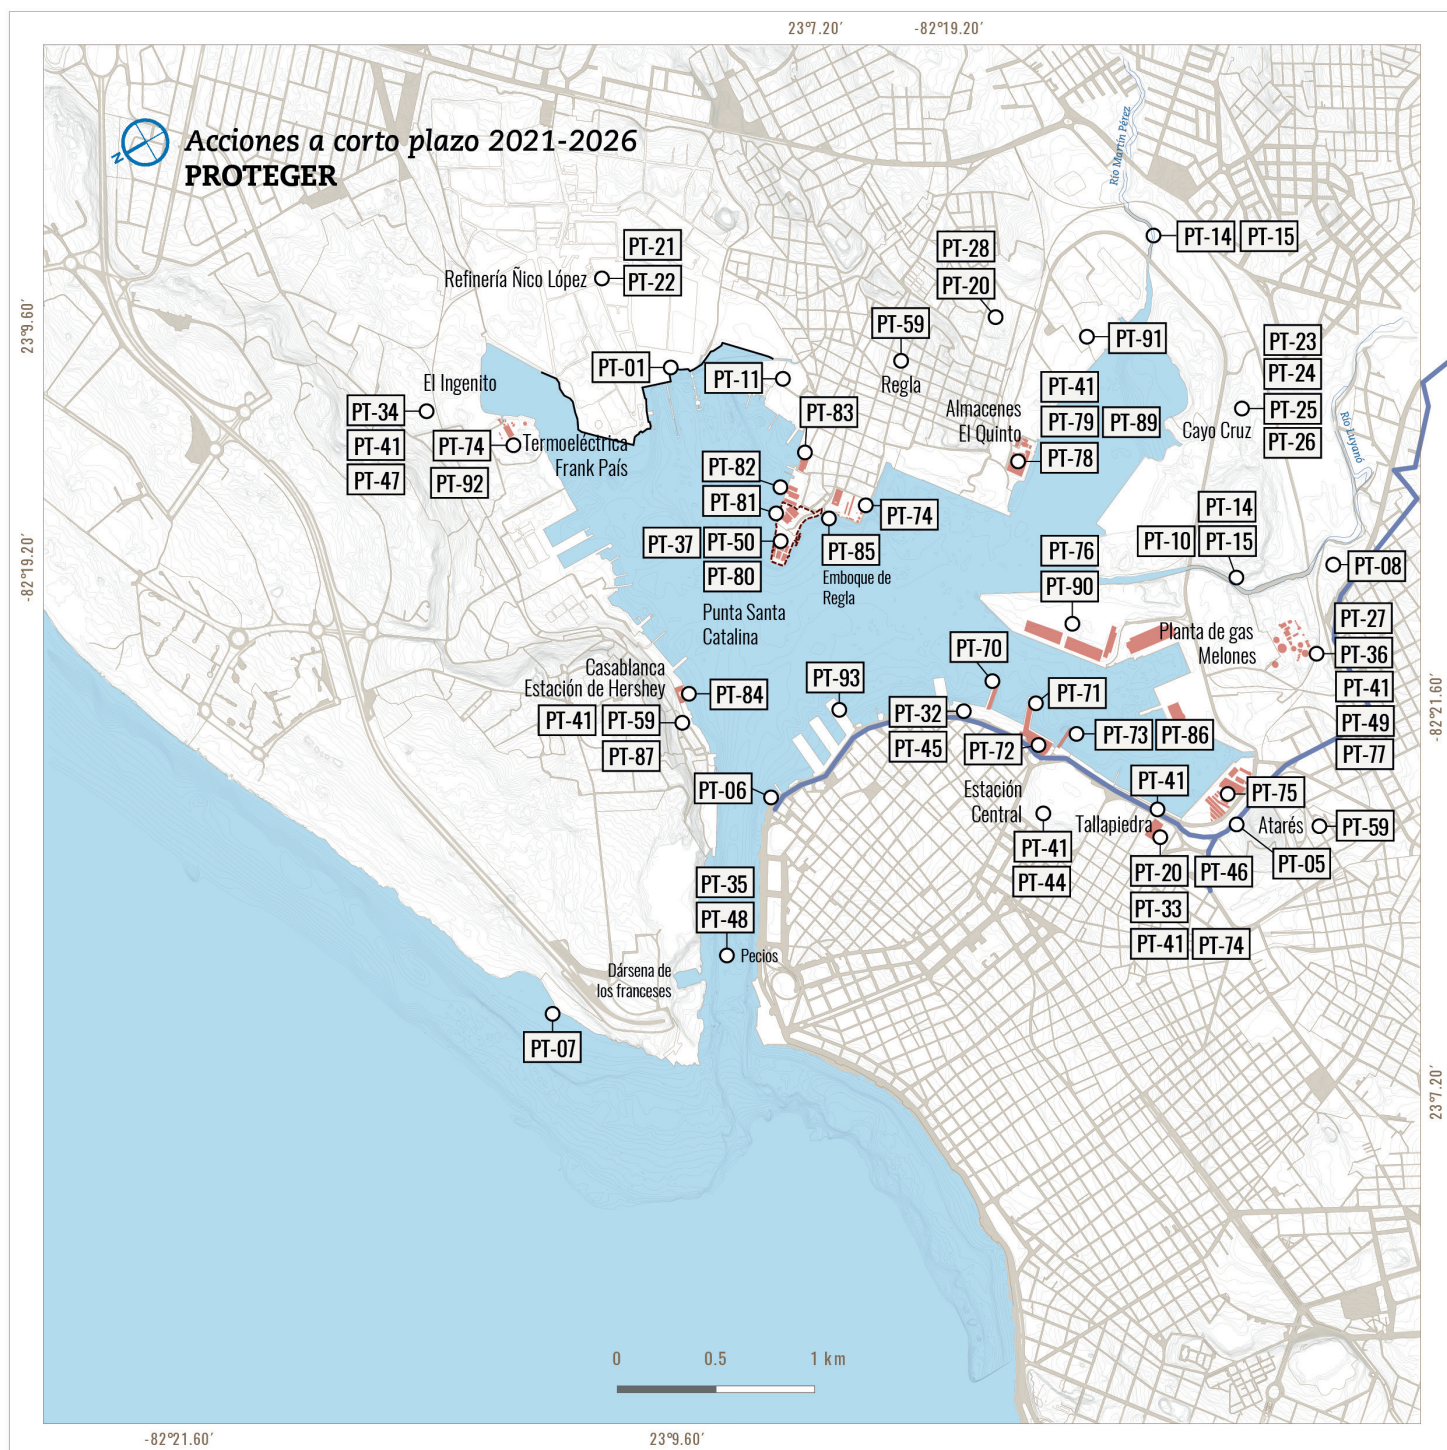 23°7.20′
-82°19.20′
Acciones a corto plazo 2021-2026
PROTEGER
N
Río Martín Pérez
PT-14
PT-15
PT-21
PT-22
Refinería Ñico López
PT-28
PT-20
23°9.60′
PT-59
Regla
PT-91
PT-23
PT-24
PT-25
PT-26
Cayo Cruz
Río Luyanó
PT-01
PT-11
El Ingenito
PT-34
PT-41
PT-47
PT-74
PT-92
Termoeléctrica
Frank País
PT-83
Almacenes
El Quinto
PT-41
PT-79
PT-89
PT-78
PT-82
PT-81
PT-37
PT-50
PT-80
Punta Santa
Catalina
PT-74
PT-85
Emboque de
Regla
PT-14
PT-10
PT-15
PT-76
PT-90
PT-08
-82°19.20′
PT-27
PT-36
PT-41
PT-49
PT-77
Planta de gas
Melones
PT-70
PT-93
PT-71
PT-32
PT-45
PT-72
PT-73
PT-86
-82°21.60′
Casablanca
Estación de Hershey
PT-84
PT-41
PT-59
PT-87
PT-06
Estación
Central
PT-41
PT-44
PT-41
Tallapiedra
PT-75
Atarés
PT-59
PT-05
PT-20
PT-46
PT-33
PT-41
PT-74
PT-35
PT-48
Pecios
Dársena de
los franceses
PT-07
23°7.20′
0
0.5
1 km
-82°21.60′
23°9.60′